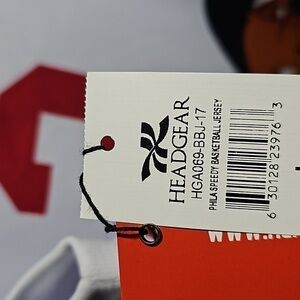 HEADGEAR
HGA069-BBJ-17
PHILA SPEEDY BASKETBALL JERSEY
6 30128 23976 3